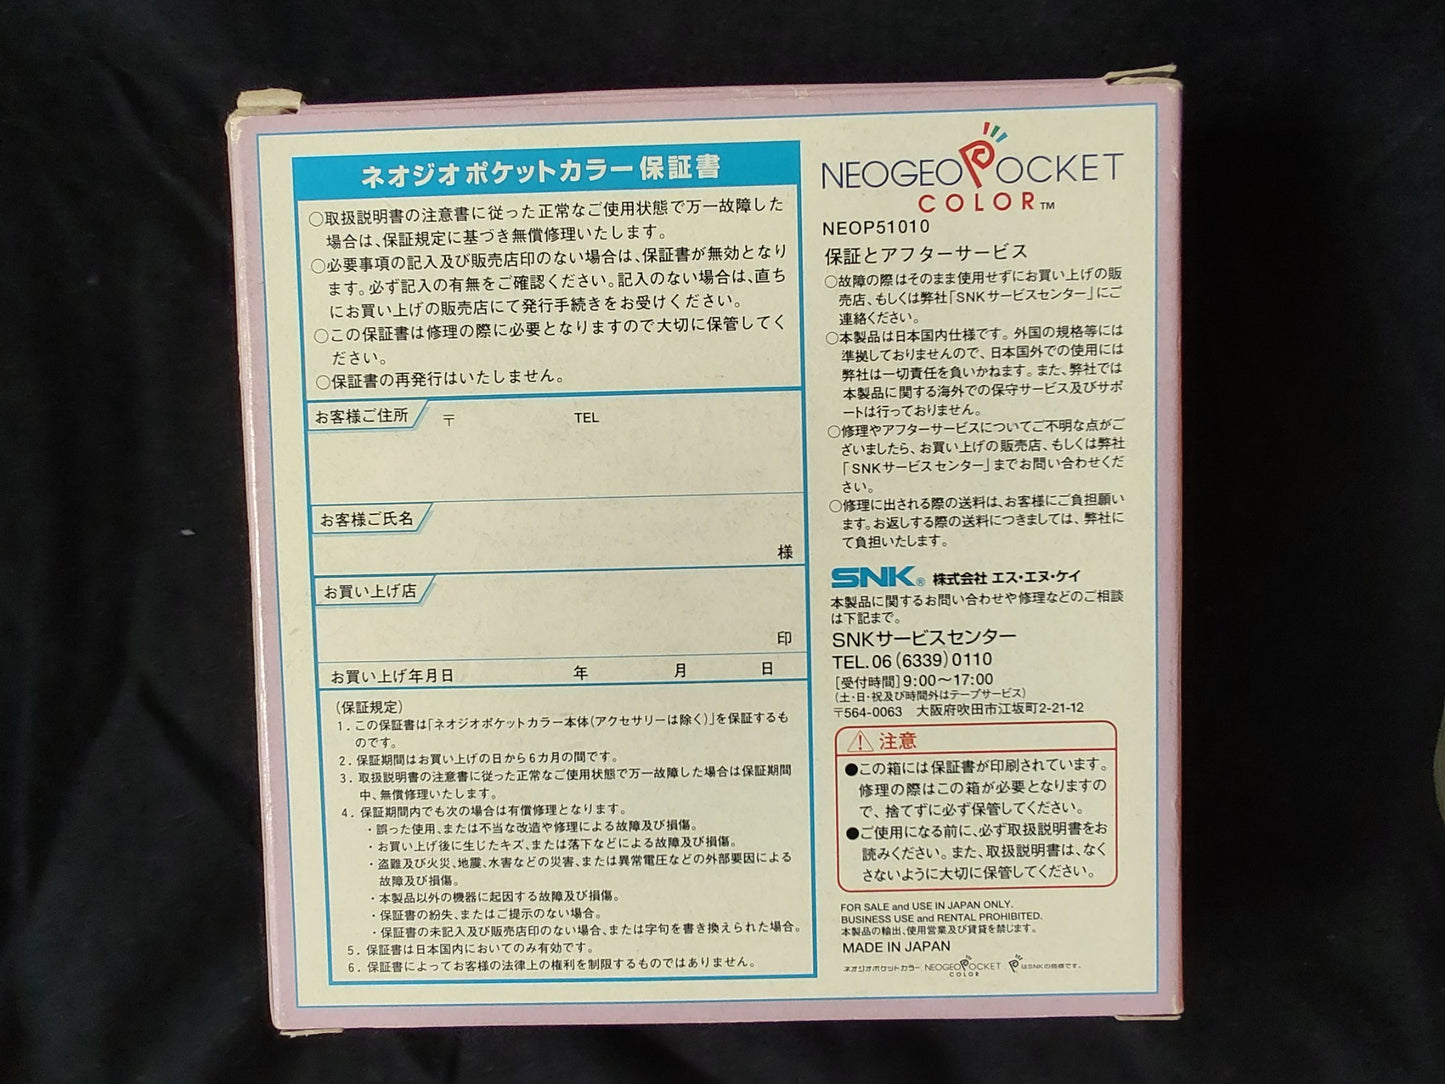 ネオジオポケットカラー保証書
○取扱説明書の注意書に従った正常なご使用状態で万一故障した
場合は、保証規定に基づき無償修理いたします。
○必要事項の記入及び販売店印のない場合は、保証書が無効となり
ます。必ず記入の有無をご確認ください。記入のない場合は、直ち
にお買い上げの販売店にて発行手続きをお受けください。
○この保証書は修理の際に必要となりますので大切に保管してく
ださい。
○保証書の再発行はいたしません。
お客様ご住所 〒 TEL
お客様ご氏名
様
お買い上げ店
印
お買い上げ年月日 年 月 日
(保証規定)
1. この保証書は「ネオジオポケットカラー本体(アクセサリーは除く)」を保証するも
のです。
2. 保証期間はお買い上げの日から6カ月の間です。
3. 取扱説明書の注意書に従った正常なご使用状態で万一故障した場合は保証期間
中、無償修理いたします。
4. 保証期間内でも次の場合は有償修理となります。
・誤った使用、または不当な改造や修理による故障及び損傷。
・お買い上げ後に生じたキズ、または落下などによる故障及び損傷。
・盗難及び火災、地震、水害などの災害、または異常電圧などの外部要因による
故障及び損傷。
・本製品以外の機器に起因する故障及び損傷。
・保証書の紛失、またはご提示のない場合。
・保証書の未記入及び販売店印のない場合、または字句を書き換えられた場合。
5. 保証書は日本国内においてのみ有効です。
6. 保証書によってお客様の法律上の権利を制限するものではありません。
NEOGEO POCKET
COLOR™
NEOP51010
保証とアフターサービス
○故障の際はそのまま使用せずにお買い上げの販
売店、もしくは弊社「SNKサービスセンター」にご
連絡ください。
○本製品は日本国内仕様です。外国の規格等には
準拠しておりませんので、日本国外での使用には
弊社は一切責任を負いかねます。また、弊社では
本製品に関する海外での保守サービス及びサポ
ートは行っておりません。
○修理やアフターサービスについてご不明な点がご
ざいましたら、お買い上げの販売店、もしくは弊社
「SNKサービスセンター」までお問い合わせくだ
さい。
○修理に出される際の送料は、お客様にご負担願い
ます。お返しする際の送料につきましては、弊社に
て負担いたします。
SNK® 株式会社 エス・エヌ・ケイ
本製品に関するお問い合わせや修理などのご相談
は下記まで。
SNKサービスセンター
TEL.06(6339)0110
[受付時間]9:00～17:00
(土・日・祝及び時間外はテープサービス)
〒564-0063 大阪府吹田市江坂町2-21-12
注意
●この箱には保証書が印刷されています。
修理の際はこの箱が必要となりますの
で、捨てずに必ず保管してください。
●ご使用になる前に、必ず取扱説明書をお
読みください。また、取扱説明書は、なく
さないように大切に保管してください。
FOR SALE and USE IN JAPAN ONLY.
BUSINESS USE and RENTAL PROHIBITED.
本製品の輸出、使用営業及び賃貸を禁じます。
MADE IN JAPAN
ネオジオポケットカラー、NEOGEO POCKET COLOR、PはSNKの商標です。